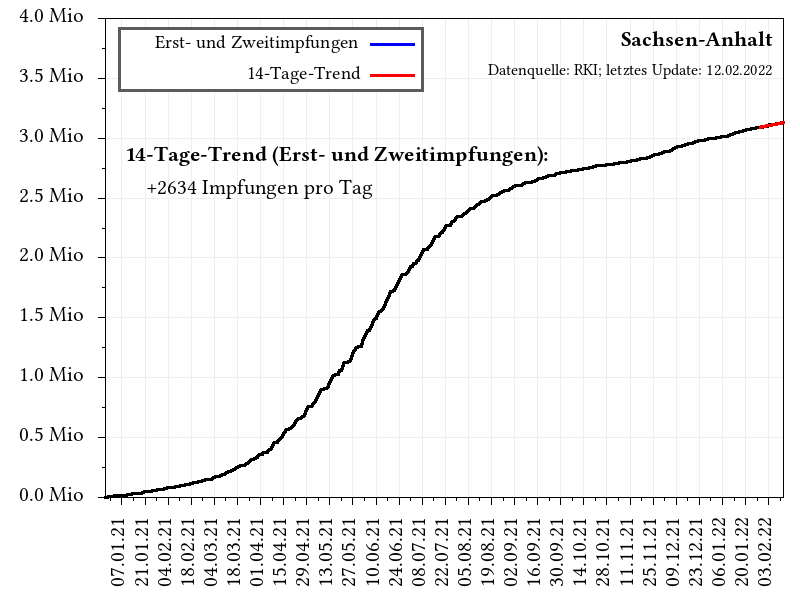 4.0 Mio
3.5 Mio
3.0 Mio
2.5 Mio
2.0 Mio
1.5 Mio
1.0 Mio
0.5 Mio
0.0 Mio
Erst- und Zweitimpfungen
14-Tage-Trend
Sachsen-Anhalt
Datenquelle: RKI; letztes Update: 12.02.2022
14-Tage-Trend (Erst- und Zweitimpfungen):
+2634 Impfungen pro Tag
07.01.21
21.01.21
04.02.21
18.02.21
04.03.21
18.03.21
01.04.21
15.04.21
29.04.21
13.05.21
27.05.21
10.06.21
24.06.21
08.07.21
22.07.21
05.08.21
19.08.21
02.09.21
16.09.21
30.09.21
14.10.21
28.10.21
11.11.21
25.11.21
09.12.21
23.12.21
06.01.22
20.01.22
03.02.22